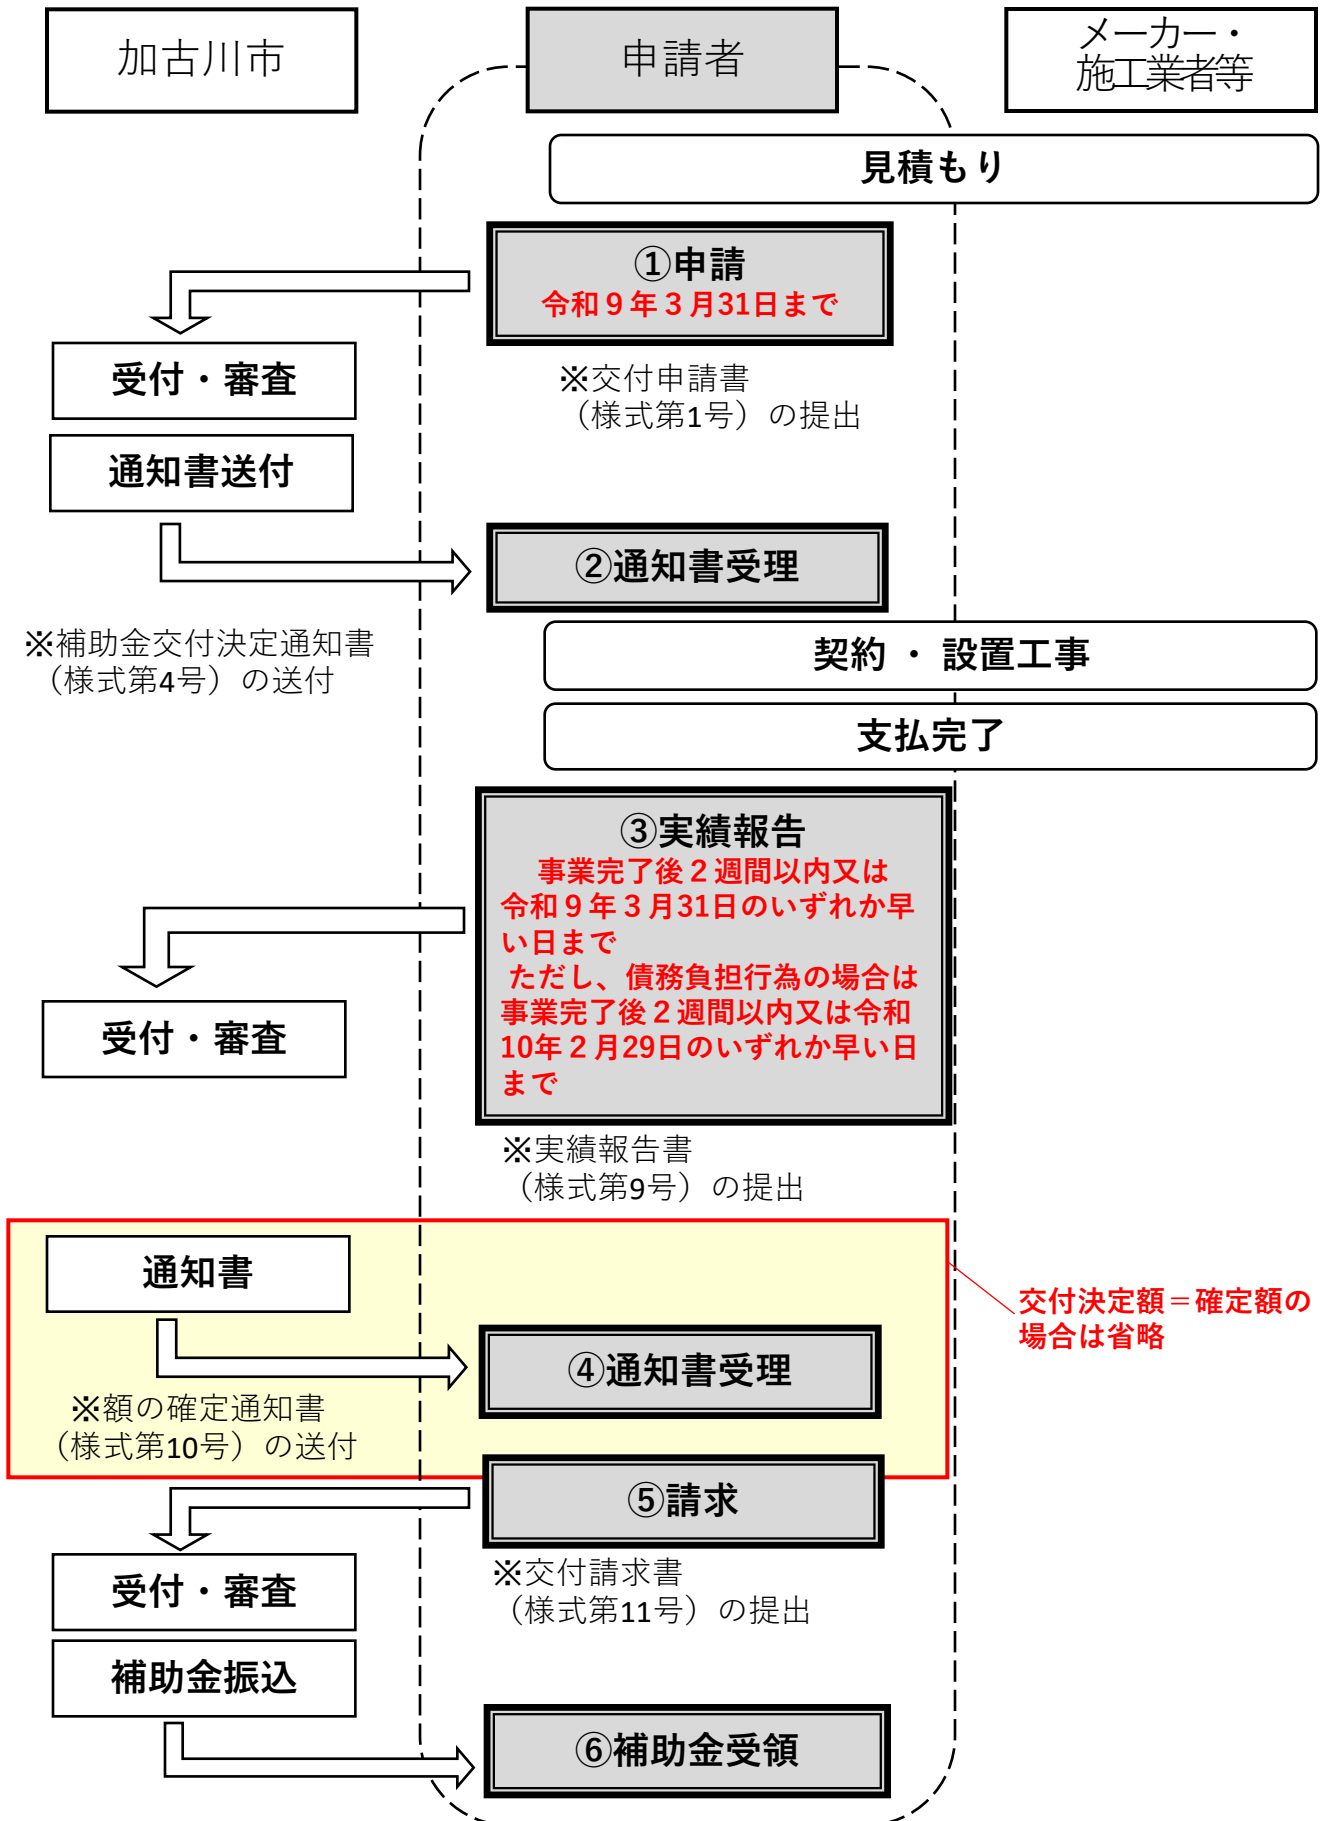 加古川市
申請者
メーカー・
施工業者等
見積もり
①申請
令和９年３月31日まで
※交付申請書
（様式第1号）の提出
受付・審査
通知書送付
②通知書受理
※補助金交付決定通知書
（様式第4号）の送付
契約 ・ 設置工事
支払完了
③実績報告
事業完了後２週間以内又は
令和９年３月31日のいずれか早
い日まで
ただし、債務負担行為の場合は
事業完了後２週間以内又は令和
10年２月29日のいずれか早い日
まで
受付・審査
※実績報告書
（様式第9号）の提出
通知書
交付決定額＝確定額の
場合は省略
④通知書受理
※額の確定通知書
（様式第10号）の送付
⑤請求
※交付請求書
（様式第11号）の提出
受付・審査
補助金振込
⑥補助金受領